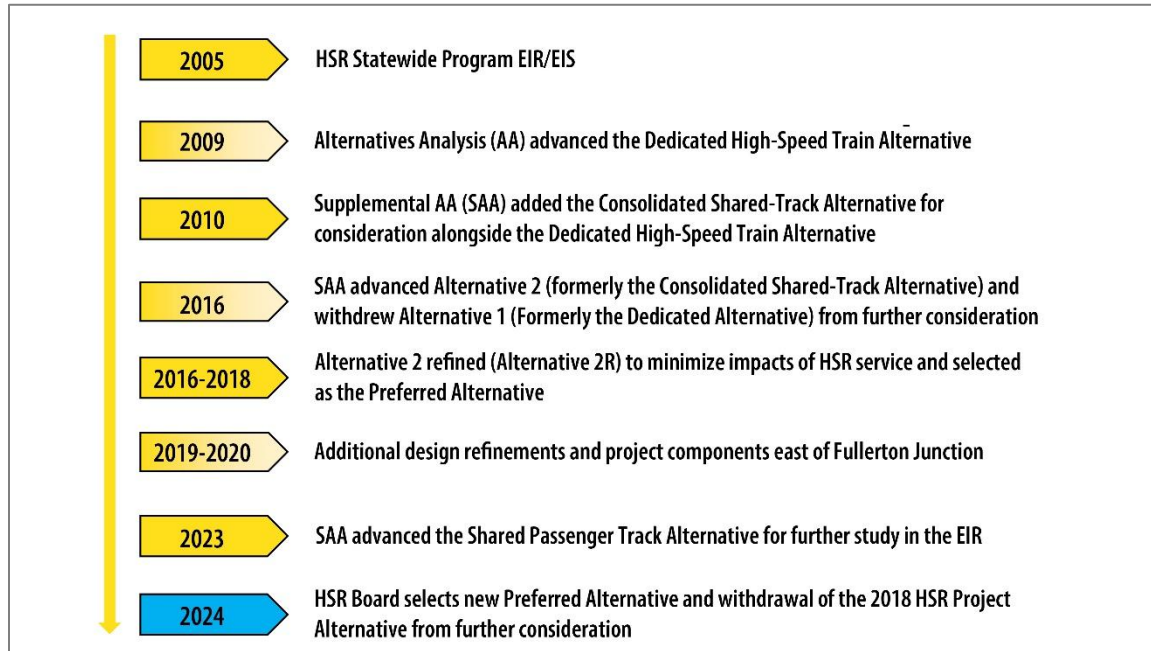 2005
HSR Statewide Program EIR/EIS
2009
Alternatives Analysis (AA) advanced the Dedicated High-Speed Train Alternative
2010
Supplemental AA (SAA) added the Consolidated Shared-Track Alternative for
consideration alongside the Dedicated High-Speed Train Alternative
2016
SAA advanced Alternative 2 (formerly the Consolidated Shared-Track Alternative) and
withdrew Alternative 1 (Formerly the Dedicated Alternative) from further consideration
2016-2018
Alternative 2 refined (Alternative 2R) to minimize impacts of HSR service and selected
as the Preferred Alternative
2019-2020
Additional design refinements and project components east of Fullerton Junction
2023
SAA advanced the Shared Passenger Track Alternative for further study in the EIR
2024
HSR Board selects new Preferred Alternative and withdrawal of the 2018 HSR Project
Alternative from further consideration